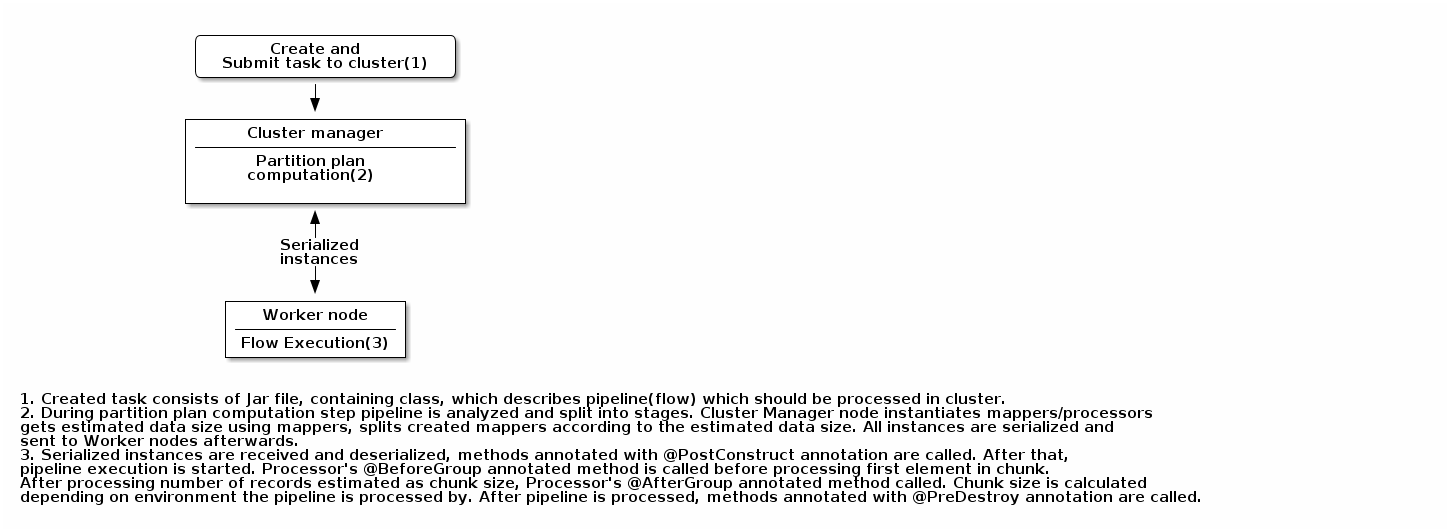 Create and
Submit task to cluster(1)
Cluster manager
Partition plan
computation(2)
Serialized
instances
Worker node
Flow Execution(3)
1. Created task consists of Jar file, containing class, which describes pipeline(flow) which should be processed in cluster.
2. During partition plan computation step pipeline is analyzed and split into stages. Cluster Manager node instantiates mappers/processors
gets estimated data size using mappers, splits created mappers according to the estimated data size. All instances are serialized and
sent to Worker nodes afterwards.
3. Serialized instances are received and deserialized, methods annotated with @PostConstruct annotation are called. After that,
pipeline execution is started. Processor's @BeforeGroup annotated method is called before processing first element in chunk.
After processing number of records estimated as chunk size, Processor's @AfterGroup annotated method called. Chunk size is calculated
depending on environment the pipeline is processed by. After pipeline is processed, methods annotated with @PreDestroy annotation are called.